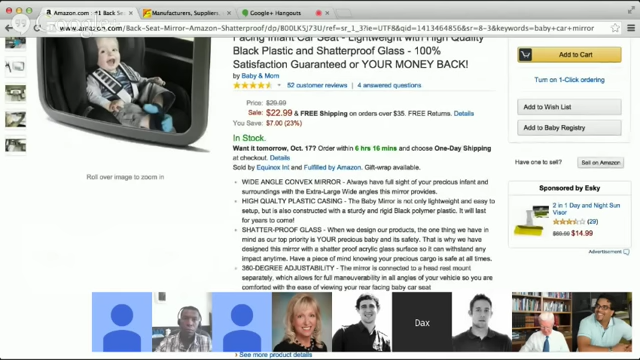 Amazon.com: #1 Back Seat
Manufacturers, Suppliers,
Google+ Hangouts
www.amazon.com/Back-Seat-Mirror-Amazon-Shatterproof/dp/B00LKSJ73U/ref=sr_1_3?ie=UTF8&qid=1413464856&sr=8-3&keywords=baby+car+mirror
Facing Infant Car Seat - Lightweight with High Quality
Black Plastic and Shatterproof Glass - 100%
Satisfaction Guaranteed or YOUR MONEY BACK!
by Baby & Mom
52 customer reviews
4 answered questions
Price: $29.99
Sale: $22.99 & FREE Shipping on orders over $35. FREE Returns. Details
You Save: $7.00 (23%)
In Stock.
Want it tomorrow, Oct. 17? Order within 6 hrs 16 mins and choose One-Day Shipping
at checkout. Details
Sold by Equinox Int and Fulfilled by Amazon. Gift-wrap available.
Roll over image to zoom in
• WIDE ANGLE CONVEX MIRROR - Always have full sight of your precious infant and
surroundings with the Extra-Large Wide angles this mirror provides.
• HIGH QUALTY PLASTIC CASING - The Baby Mirror is not only lightweight and easy to
setup, but is also constructed with a sturdy and rigid Black polymer plastic. It will last
for years to come!
• SHATTER-PROOF GLASS - When we design our products, the one thing we have in
mind as our top priority is YOUR precious baby and its safety. That is why we have
designed this mirror with a shatter proof acrylic glass surface so it can withstand any
impact anytime. Have a piece of mind knowing your precious cargo is safe at all times.
• 360-DEGREE ADJUSTABILITY - The mirror is connected to a head rest mount
separately, which allows for full maneuverability in all angles of your vehicle so you are
comfortable with the ease of viewing your rear facing baby car seat
See more product details
Add to Cart
Turn on 1-Click ordering
Add to Wish List
Add to Baby Registry
Have one to sell?
Sell on Amazon
Sponsored by Esky
2 in 1 Day and Night Sun
Visor
(29)
$69.99 $14.99
Advertisement
Dax